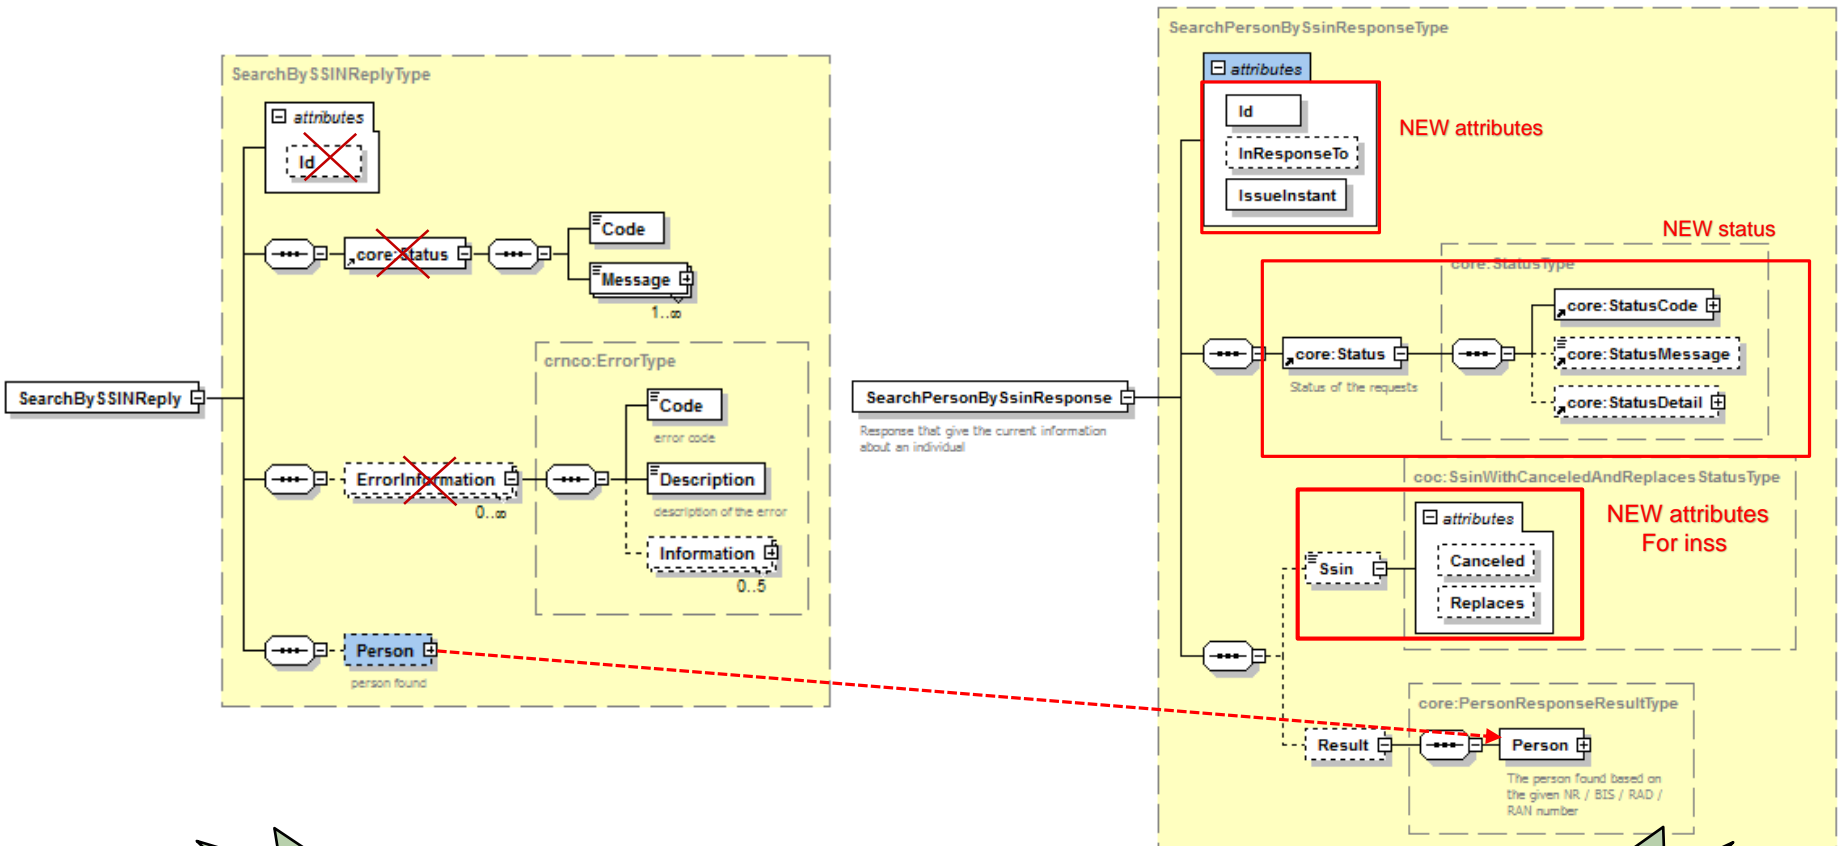 SearchBySSINReplyType
attributes
Id
core:Status
Code
Message
1..∞
crnco:ErrorType
Code
error code
ErrorInformation
0..∞
Description
description of the error
Information
0..5
SearchBySSINReply
Person
person found
SearchPersonBySsinResponseType
attributes
Id
InResponseTo
IssueInstant
NEW attributes
NEW status
core:StatusType
core:StatusCode
core:Status
Status of the requests
core:StatusMessage
core:StatusDetail
SearchPersonBySsinResponse
Response that give the current information
about an individual
coc:SsinWithCanceledAndReplacesStatusType
attributes
Ssin
Canceled
Replaces
NEW attributes
For inss
core:PersonResponseResultType
Result
Person
The person found based on
the given NR / BIS / RAD /
RAN number